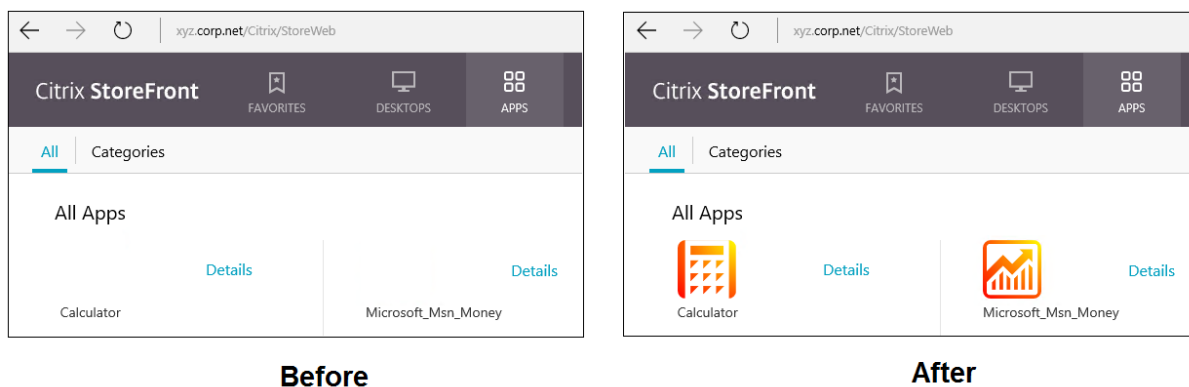 xyz.corp.net/Citrix/StoreWeb
Citrix StoreFront
FAVORITES
DESKTOPS
APPS
All
Categories
All Apps
Details
Details
Calculator
Microsoft_Msn_Money
Before
xyz.corp.net/Citrix/StoreWeb
Citrix StoreFront
FAVORITES
DESKTOPS
APPS
All
Categories
All Apps
Details
Details
Calculator
Microsoft_Msn_Money
After